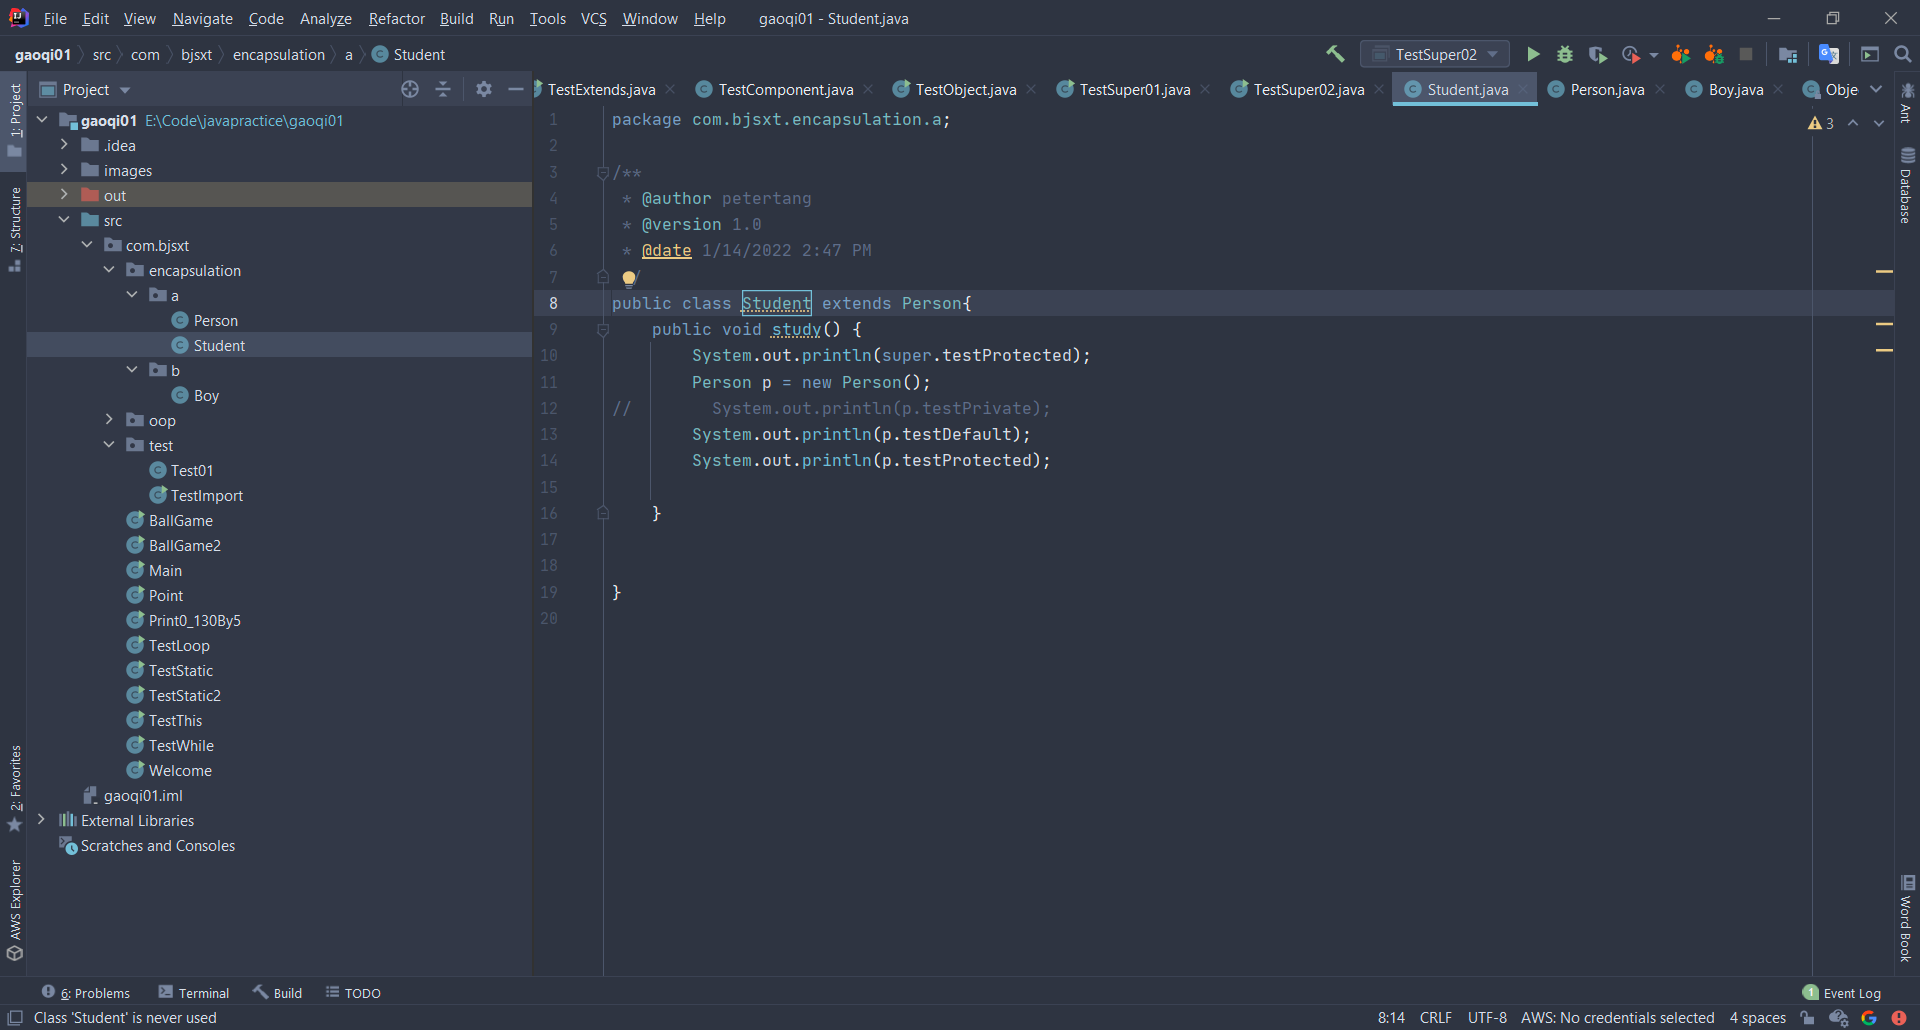 File Edit View Navigate Code Analyze Refactor Build Run Tools VCS Window Help gaoqi01 - Student.java
gaoqi01 src com bjsxt encapsulation a Student TestSuper02
Project TestExtends.java TestComponent.java TestObject.java TestSuper01.java TestSuper02.java Student.java Person.java Boy.java Obje
1: Project
7: Structure
2: Favorites
AWS Explorer
gaoqi01 E:\Code\javapractice\gaoqi01
.idea
images
out
src
com.bjsxt
encapsulation
a
Person
Student
b
Boy
oop
test
Test01
TestImport
BallGame
BallGame2
Main
Point
Print0_130By5
TestLoop
TestStatic
TestStatic2
TestThis
TestWhile
Welcome
gaoqi01.iml
External Libraries
Scratches and Consoles
1 package com.bjsxt.encapsulation.a;
2
3 /**
4 * @author petertang
5 * @version 1.0
6 * @date 1/14/2022 2:47 PM
7 /
8 public class Student extends Person{
9 public void study() {
10 System.out.println(super.testProtected);
11 Person p = new Person();
12 // System.out.println(p.testPrivate);
13 System.out.println(p.testDefault);
14 System.out.println(p.testProtected);
15
16 }
17
18
19 }
20
3
Ant
Database
Word Book
6: Problems Terminal Build TODO 1 Event Log
Class 'Student' is never used 8:14 CRLF UTF-8 AWS: No credentials selected 4 spaces